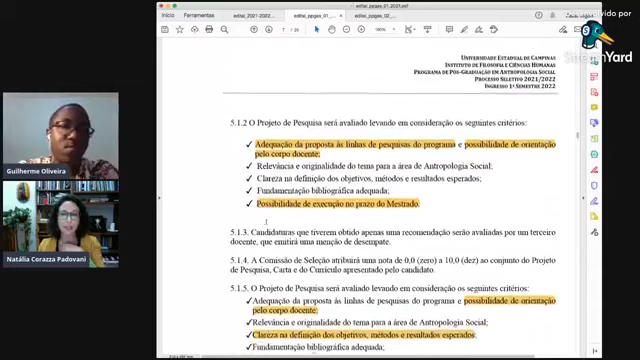 edital_ppgas_01_2021.pdf
Início Ferramentas edital_2021-2022... edital_ppgas_01_... × edital_ppgas_02_...
7 / 20
StreamYard
UNIVERSIDADE ESTADUAL DE CAMPINAS
INSTITUTO DE FILOSOFIA E CIÊNCIAS HUMANAS
PROGRAMA DE PÓS-GRADUAÇÃO EM ANTROPOLOGIA SOCIAL
PROCESSO SELETIVO 2021/2022
INGRESSO 1º SEMESTRE 2022
5.1.2 O Projeto de Pesquisa será avaliado levando em consideração os seguintes critérios:
✓ Adequação da proposta às linhas de pesquisas do programa e possibilidade de orientação
pelo corpo docente;
✓ Relevância e originalidade do tema para a área de Antropologia Social;
✓ Clareza na definição dos objetivos, métodos e resultados esperados;
✓ Fundamentação bibliográfica adequada;
✓ Possibilidade de execução no prazo do Mestrado.
5.1.3. Candidaturas que tiverem obtido apenas uma recomendação serão avaliadas por um terceiro
docente, que emitirá uma menção de desempate.
5.1.4. A Comissão de Seleção atribuirá uma nota de 0,0 (zero) a 10,0 (dez) ao conjunto do Projeto
de Pesquisa, Carta e do Currículo apresentado pelo candidato.
5.1.5. O Projeto de Pesquisa será avaliado levando em consideração os seguintes critérios:
✓Adequação da proposta às linhas de pesquisas do programa e possibilidade de orientação
pelo corpo docente;
✓Relevância e originalidade do tema para a área de Antropologia Social;
✓Clareza na definição dos objetivos, métodos e resultados esperados;
✓Fundamentação bibliográfica adequada;
Guilherme Oliveira
Natália Corazza Padovani